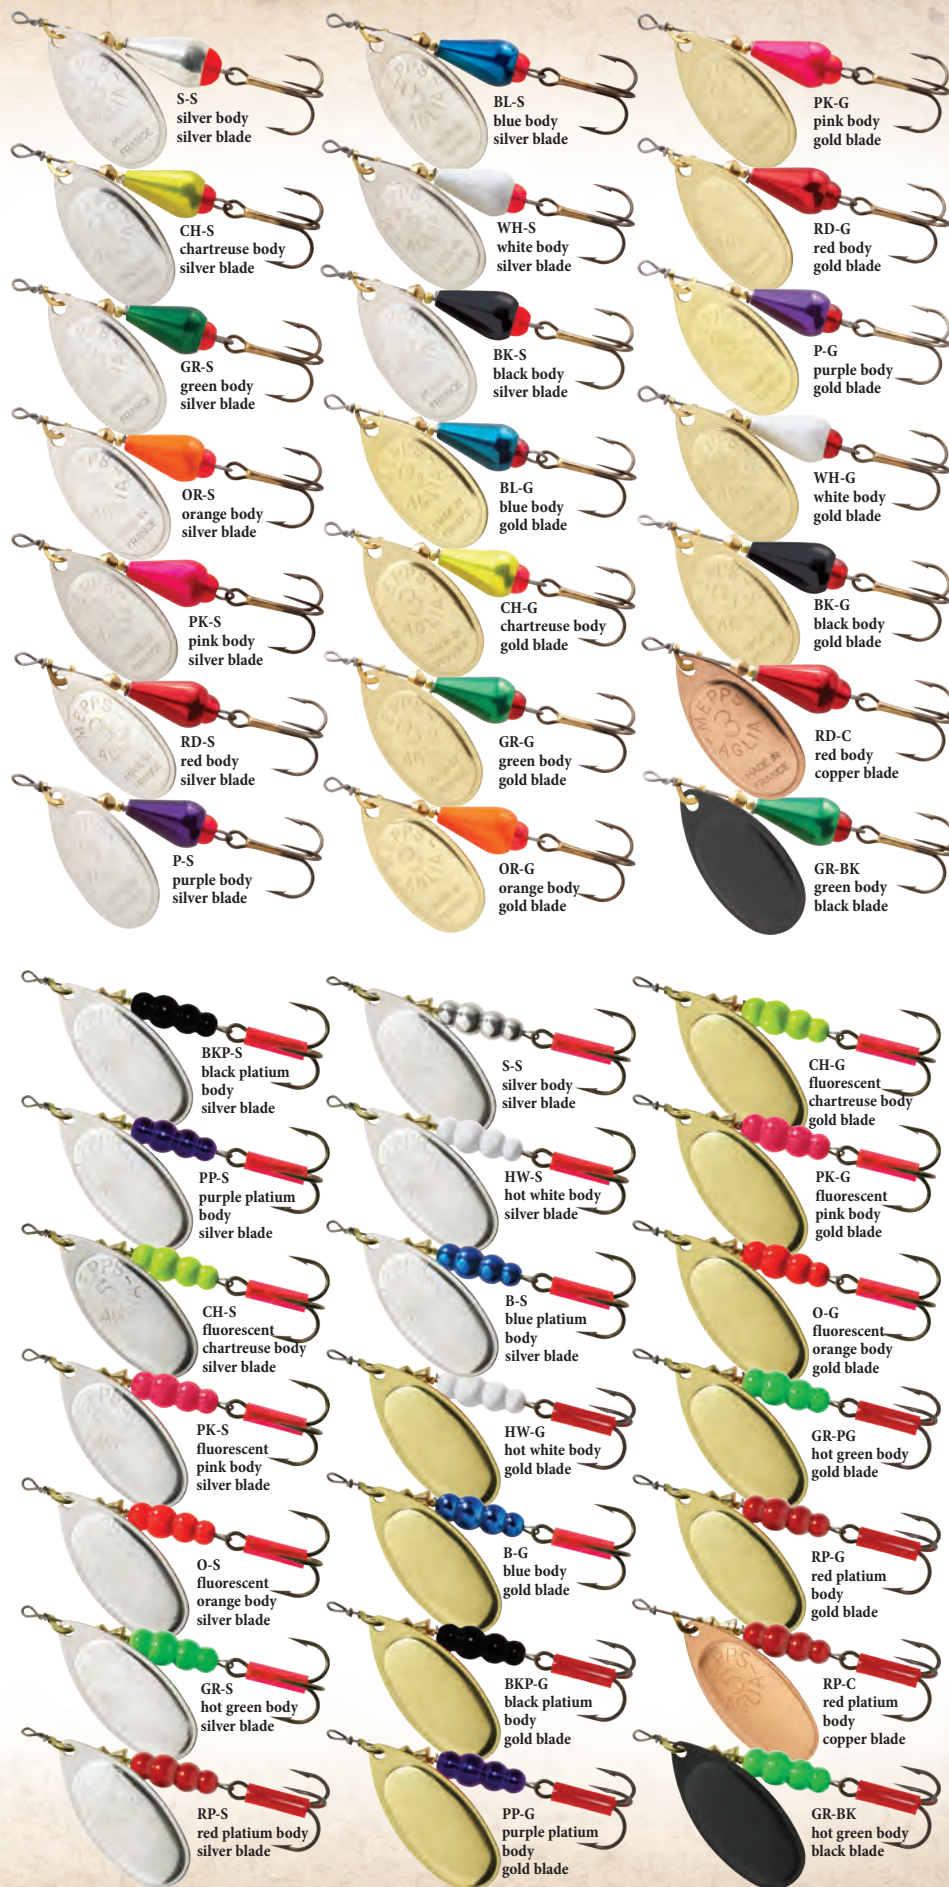 S-S
silver body
silver blade
CH-S
chartreuse body
silver blade
GR-S
green body
silver blade
OR-S
orange body
silver blade
PK-S
pink body
silver blade
RD-S
red body
silver blade
P-S
purple body
silver blade
BL-S
blue body
silver blade
WH-S
white body
silver blade
BK-S
black body
silver blade
BL-G
blue body
gold blade
CH-G
chartreuse body
gold blade
GR-G
green body
gold blade
OR-G
orange body
gold blade
PK-G
pink body
gold blade
RD-G
red body
gold blade
P-G
purple body
gold blade
WH-G
white body
gold blade
BK-G
black body
gold blade
MEPPS
3
AGLIA
MADE IN
FRANCE
RD-C
red body
copper blade
GR-BK
green body
black blade
BKP-S
black platium
body
silver blade
PP-S
purple platium
body
silver blade
CH-S
fluorescent
chartreuse body
silver blade
PK-S
fluorescent
pink body
silver blade
O-S
fluorescent
orange body
silver blade
GR-S
hot green body
silver blade
RP-S
red platium body
silver blade
S-S
silver body
silver blade
HW-S
hot white body
silver blade
B-S
blue platium
body
silver blade
HW-G
hot white body
gold blade
B-G
blue body
gold blade
BKP-G
black platium
body
gold blade
PP-G
purple platium
body
gold blade
CH-G
fluorescent
chartreuse body
gold blade
PK-G
fluorescent
pink body
gold blade
O-G
fluorescent
orange body
gold blade
GR-PG
hot green body
gold blade
RP-G
red platium
body
gold blade
RP-C
red platium
body
copper blade
GR-BK
hot green body
black blade